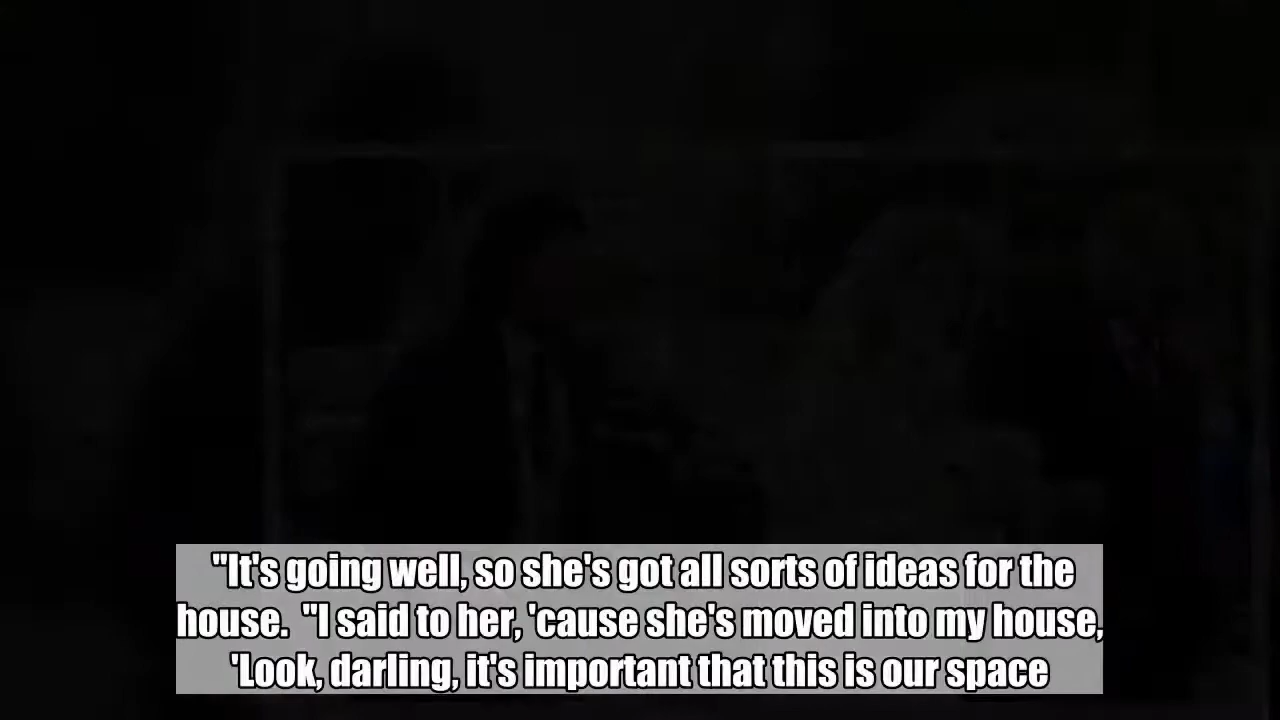 "It's going well, so she's got all sorts of ideas for the
house.  "I said to her, 'cause she's moved into my house,
'Look, darling, it's important that this is our space